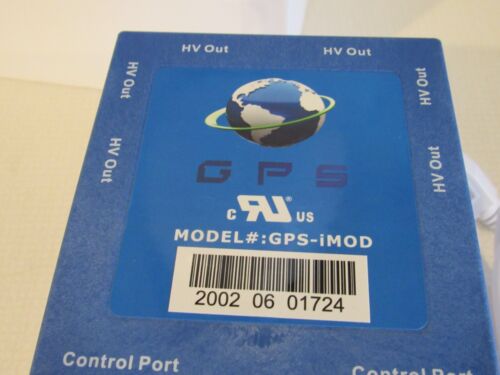 HV Out
HV Out
HV Out
HV Out
HV Out
HV Out
GPS
C RU US
MODEL#:GPS-iMOD
2002 06 01724
Control Port
Control Port